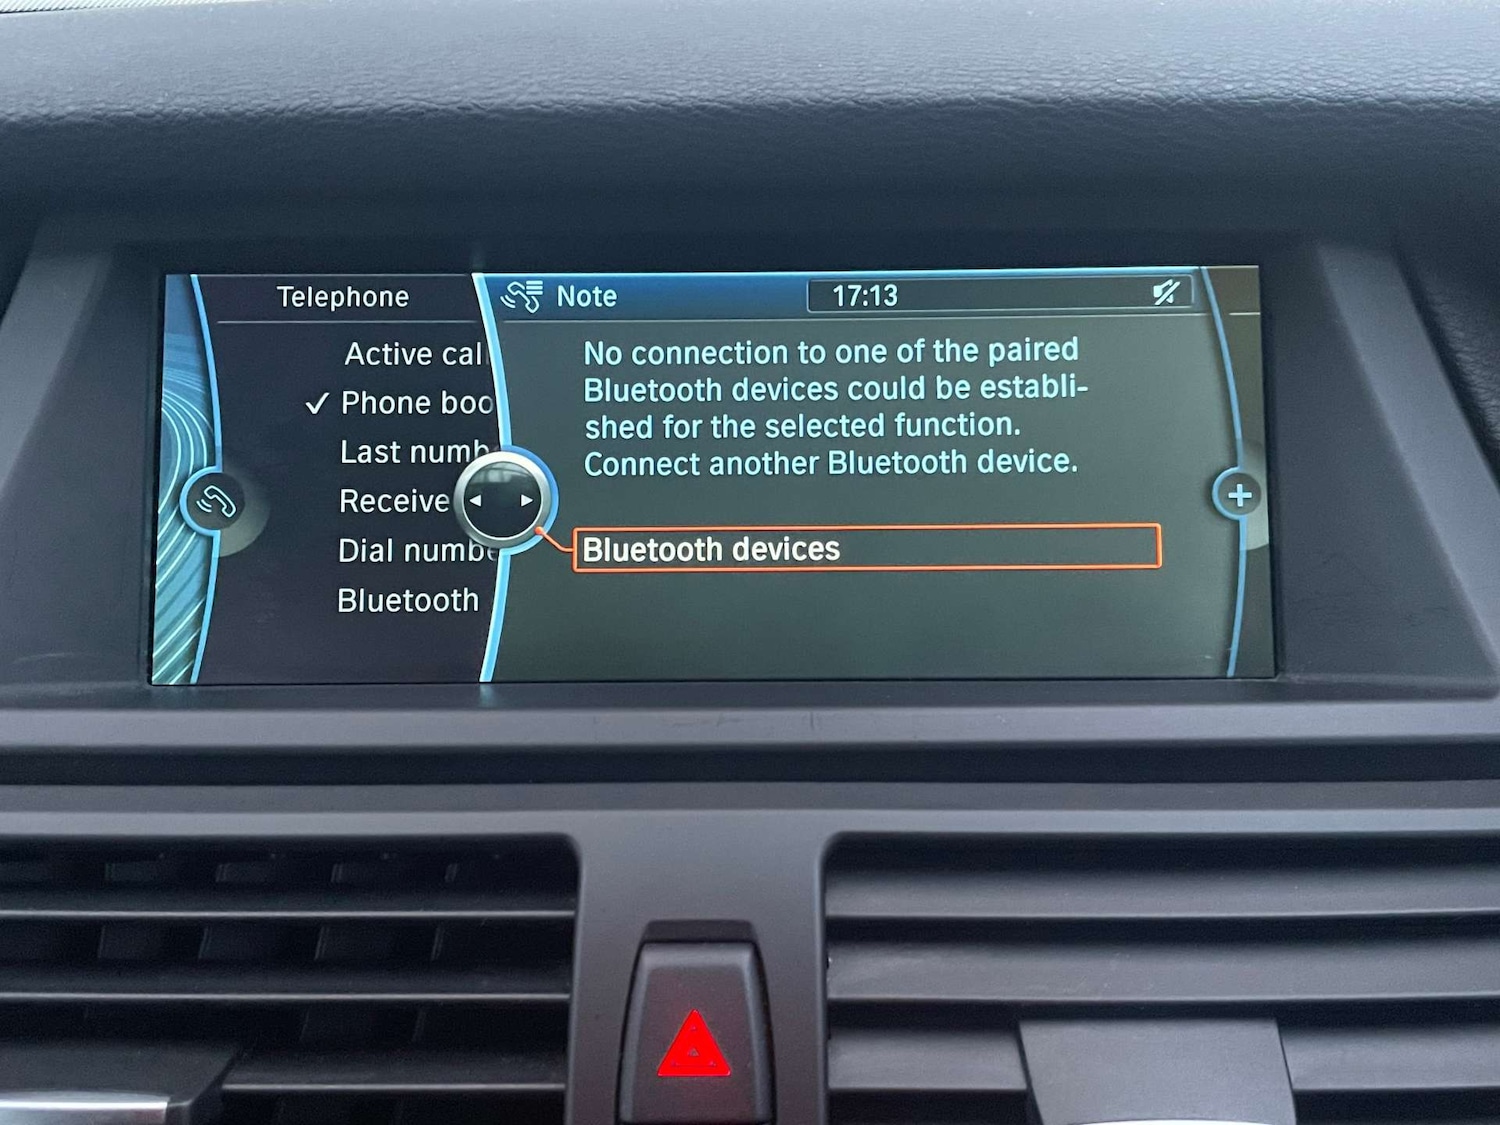 Telephone
Note
17:13
Active cal
✓ Phone boo
Last numb
Receive
Dial numbe
Bluetooth
No connection to one of the paired
Bluetooth devices could be establi-
shed for the selected function.
Connect another Bluetooth device.
Bluetooth devices